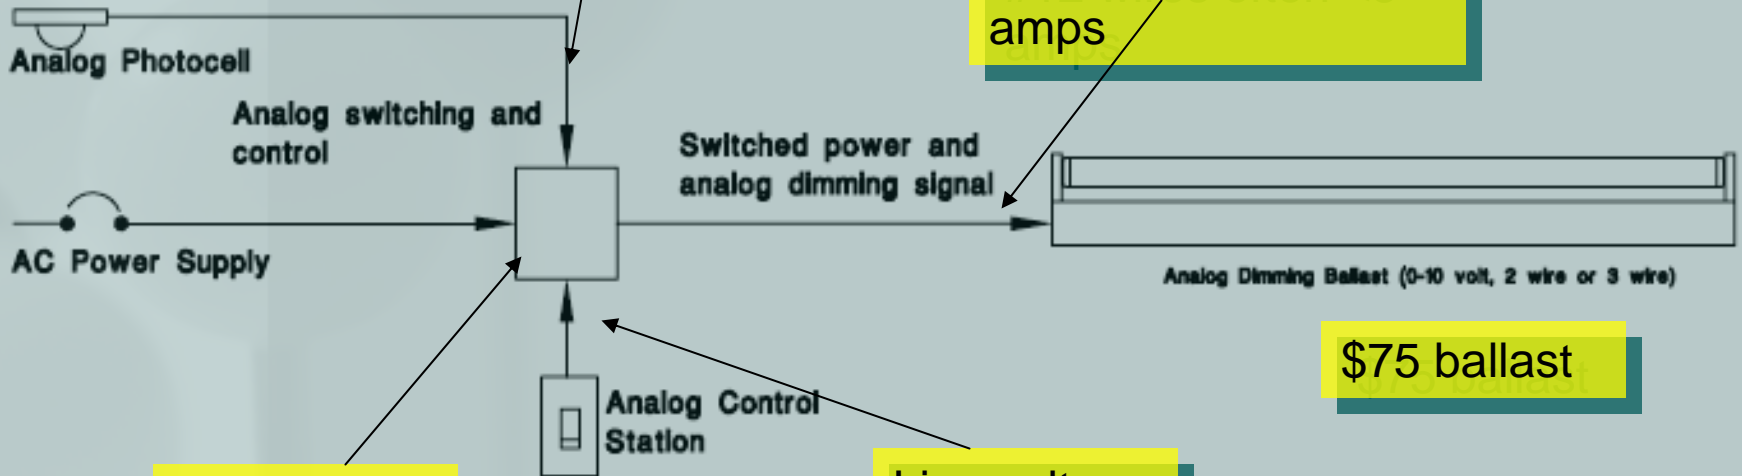 amps
Analog Photocell
Analog switching and
control
Switched power and
analog dimming signal
AC Power Supply
Analog Dimming Ballast (0-10 volt, 2 wire or 3 wire)
$75 ballast
Analog Control
Station